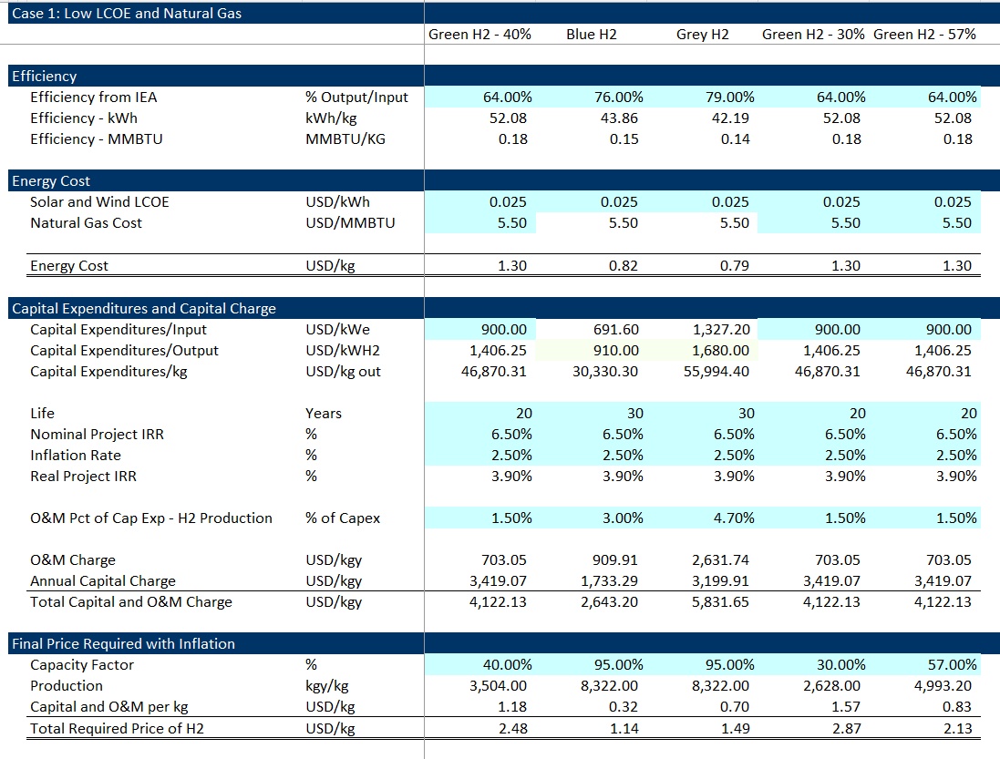 Case 1: Low LCOE and Natural Gas
Green H2 - 40% Blue H2 Grey H2 Green H2 - 30% Green H2 - 57%
Efficiency
Efficiency from IEA % Output/Input 64.00% 76.00% 79.00% 64.00% 64.00%
Efficiency - kWh kWh/kg 52.08 43.86 42.19 52.08 52.08
Efficiency - MMBTU MMBTU/KG 0.18 0.15 0.14 0.18 0.18
Energy Cost
Solar and Wind LCOE USD/kWh 0.025 0.025 0.025 0.025 0.025
Natural Gas Cost USD/MMBTU 5.50 5.50 5.50 5.50 5.50
Energy Cost USD/kg 1.30 0.82 0.79 1.30 1.30
Capital Expenditures and Capital Charge
Capital Expenditures/Input USD/kWe 900.00 691.60 1,327.20 900.00 900.00
Capital Expenditures/Output USD/kWH2 1,406.25 910.00 1,680.00 1,406.25 1,406.25
Capital Expenditures/kg USD/kg out 46,870.31 30,330.30 55,994.40 46,870.31 46,870.31
Life Years 20 30 30 20 20
Nominal Project IRR % 6.50% 6.50% 6.50% 6.50% 6.50%
Inflation Rate % 2.50% 2.50% 2.50% 2.50% 2.50%
Real Project IRR % 3.90% 3.90% 3.90% 3.90% 3.90%
O&M Pct of Cap Exp - H2 Production % of Capex 1.50% 3.00% 4.70% 1.50% 1.50%
O&M Charge USD/kgy 703.05 909.91 2,631.74 703.05 703.05
Annual Capital Charge USD/kgy 3,419.07 1,733.29 3,199.91 3,419.07 3,419.07
Total Capital and O&M Charge USD/kgy 4,122.13 2,643.20 5,831.65 4,122.13 4,122.13
Final Price Required with Inflation
Capacity Factor % 40.00% 95.00% 95.00% 30.00% 57.00%
Production kgy/kg 3,504.00 8,322.00 8,322.00 2,628.00 4,993.20
Capital and O&M per kg USD/kg 1.18 0.32 0.70 1.57 0.83
Total Required Price of H2 USD/kg 2.48 1.14 1.49 2.87 2.13